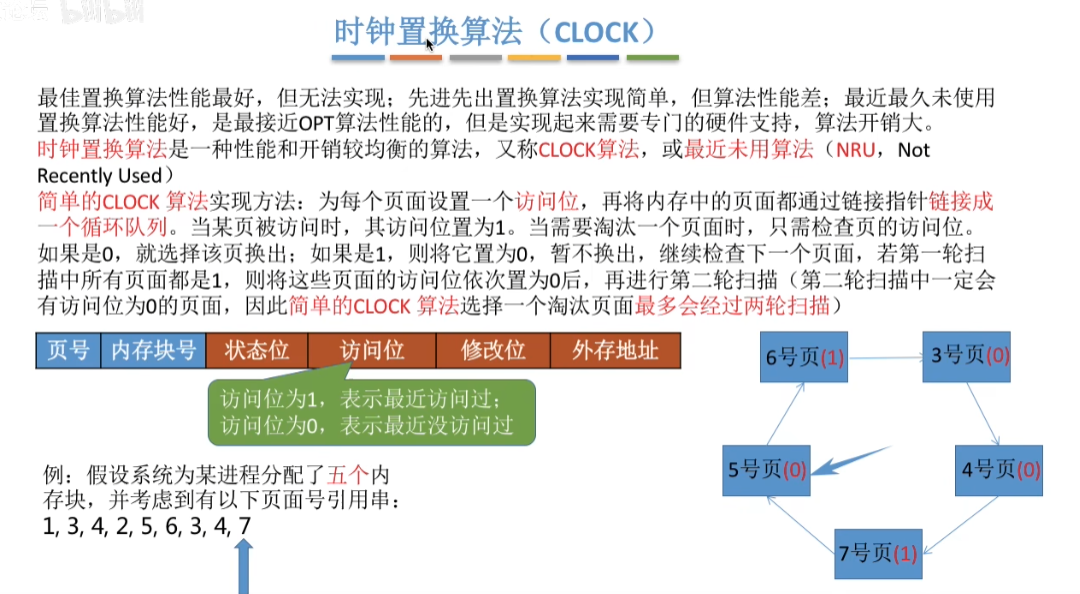 时钟置换算法（CLOCK）
最佳置换算法性能最好，但无法实现；先进先出置换算法实现简单，但算法性能差；最近最久未使用
置换算法性能好，是最接近OPT算法性能的，但是实现起来需要专门的硬件支持，算法开销大。
时钟置换算法是一种性能和开销较均衡的算法，又称CLOCK算法，或最近未用算法（NRU，Not
Recently Used）
简单的CLOCK 算法实现方法：为每个页面设置一个访问位，再将内存中的页面都通过链接指针链接成
一个循环队列。当某页被访问时，其访问位置为1。当需要淘汰一个页面时，只需检查页的访问位。
如果是0，就选择该页换出；如果是1，则将它置为0，暂不换出，继续检查下一个页面，若第一轮扫
描中所有页面都是1，则将这些页面的访问位依次置为0后，再进行第二轮扫描（第二轮扫描中一定会
有访问位为0的页面，因此简单的CLOCK 算法选择一个淘汰页面最多会经过两轮扫描）
页号 内存块号 状态位 访问位 修改位 外存地址
访问位为1，表示最近访问过；
访问位为0，表示最近没访问过
例：假设系统为某进程分配了五个内
存块，并考虑到有以下页面号引用串：
1, 3, 4, 2, 5, 6, 3, 4, 7
6号页(1)
3号页(0)
5号页(0)
4号页(0)
7号页(1)
bilibili